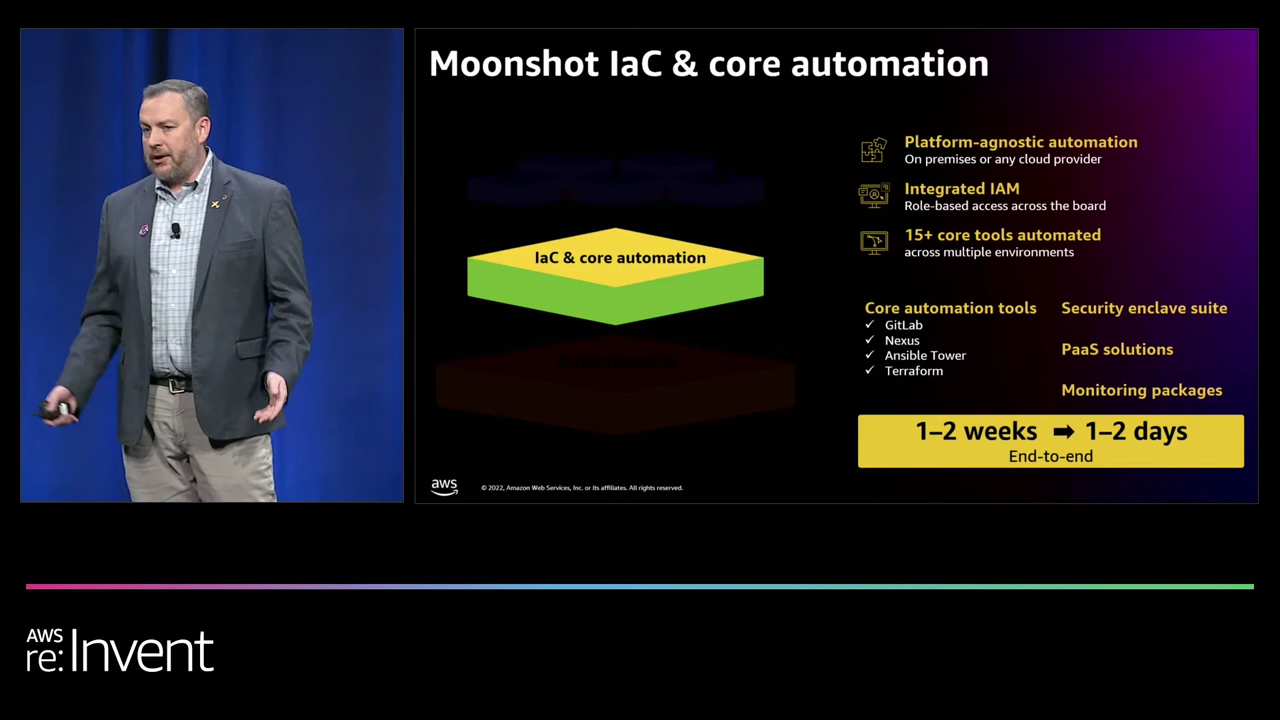 Moonshot IaC & core automation
IaC & core automation
Platform-agnostic automation
On premises or any cloud provider
Integrated IAM
Role-based access across the board
15+ core tools automated
across multiple environments
Core automation tools
✓ GitLab
✓ Nexus
✓ Ansible Tower
✓ Terraform
Security enclave suite
PaaS solutions
Monitoring packages
1–2 weeks ➡ 1–2 days
End-to-end
aws
© 2022, Amazon Web Services, Inc. or its affiliates. All rights reserved.
AWS
re:Invent